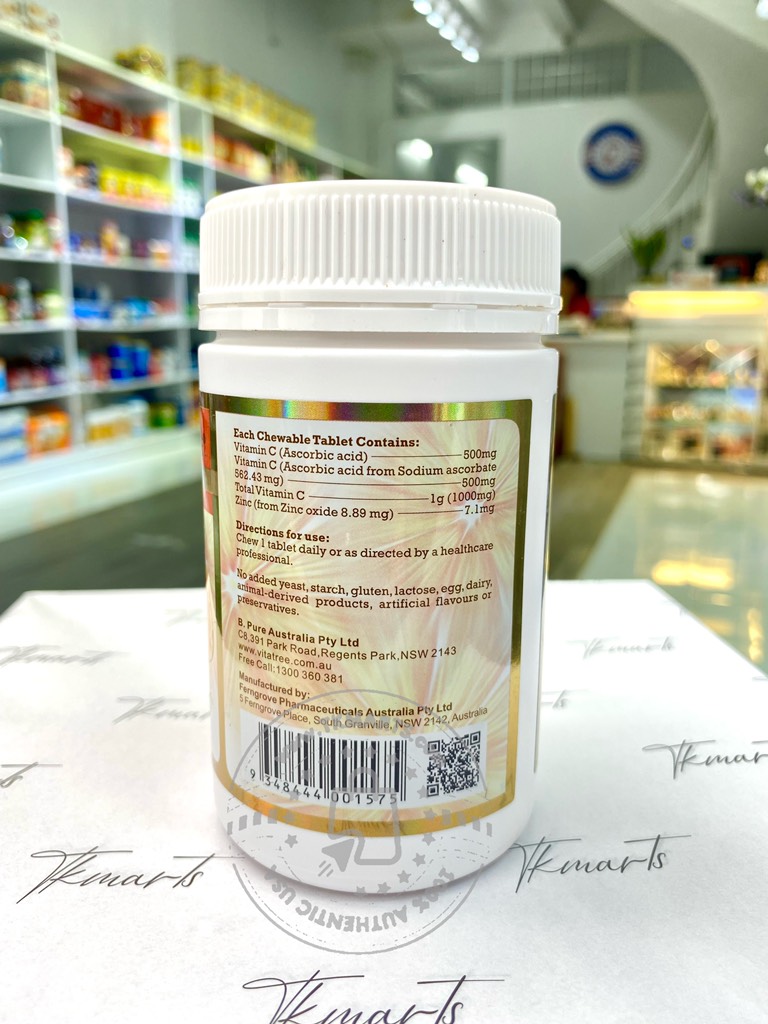 Each Chewable Tablet Contains:
Vitamin C (Ascorbic acid) 500mg
Vitamin C (Ascorbic acid from Sodium ascorbate
562.43 mg) 500mg
Total Vitamin C 1g (1000mg)
Zinc (from Zinc oxide 8.89 mg) 7.1mg
Directions for use:
Chew 1 tablet daily or as directed by a healthcare
professional.
No added yeast, starch, gluten, lactose, egg, dairy,
animal-derived products, artificial flavours or
preservatives.
B. Pure Australia Pty Ltd
C8,391 Park Road,Regents Park,NSW 2143
www.vitatree.com.au
Free Call:1300 360 381
Manufactured by:
Ferngrove Pharmaceuticals Australia Pty Ltd
5 Ferngrove Place, South Granville, NSW 2142, Australia
9 348444 001575
100% AUTHENTIC USA
Tkmarts
Tkmarts
Tkmarts
Tkmarts
Tkmarts
Tkmarts